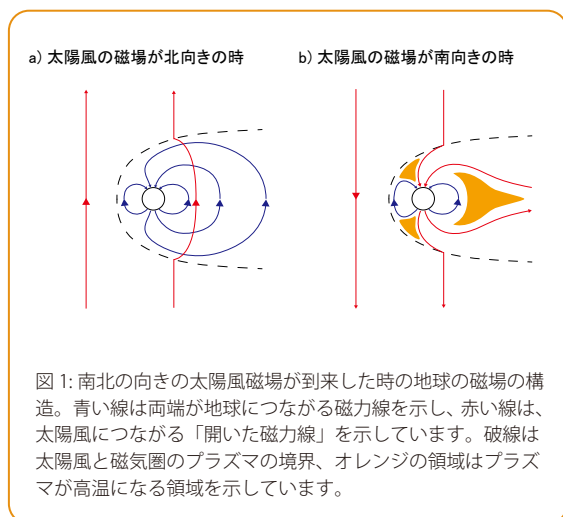 a) 太陽風の磁場が北向きの時
b) 太陽風の磁場が南向きの時
図 1: 南北の向きの太陽風磁場が到来した時の地球の磁場の構
造。青い線は両端が地球につながる磁力線を示し、赤い線は、
太陽風につながる「開いた磁力線」を示しています。破線は
太陽風と磁気圏のプラズマの境界、オレンジの領域はプラズ
マが高温になる領域を示しています。